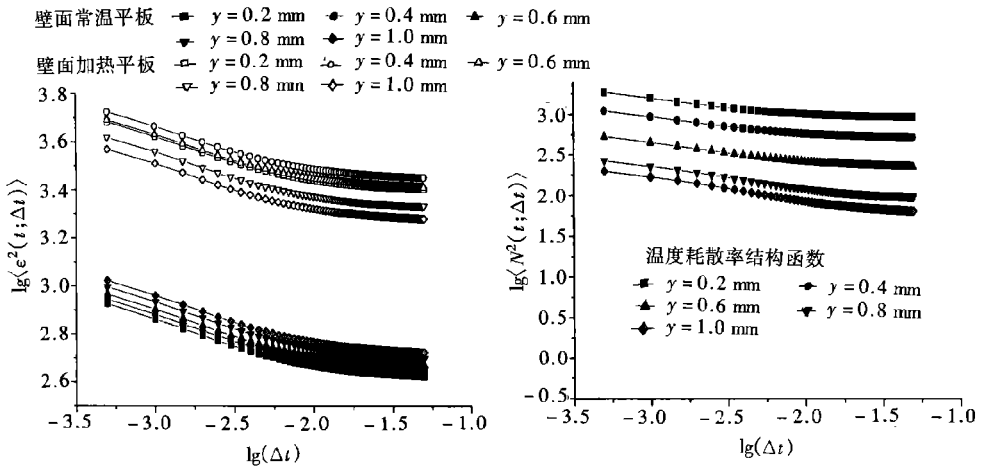 壁面常温平板 y = 0.2 mm y = 0.4 mm y = 0.6 mm
y = 0.8 mm y = 1.0 mm
壁面加热平板 y = 0.2 mm y = 0.4 mm y = 0.6 mm
y = 0.8 mm y = 1.0 mm
3.8
3.6
3.4
3.2
3.0
2.8
2.6
lg⟨ε²(t;Δt)⟩
-3.5 -3.0 -2.5 -2.0 -1.5 -1.0
lg(Δt)
3.0
2.5
2.0
1.5
1.0
0.5
0.0
-0.5
lg⟨N²(t;Δt)⟩
温度耗散率结构函数
y = 0.2 mm y = 0.4 mm
y = 0.6 mm y = 0.8 mm
y = 1.0 mm
-3.5 -3.0 -2.5 -2.0 -1.5 -1.0
lg(Δt)